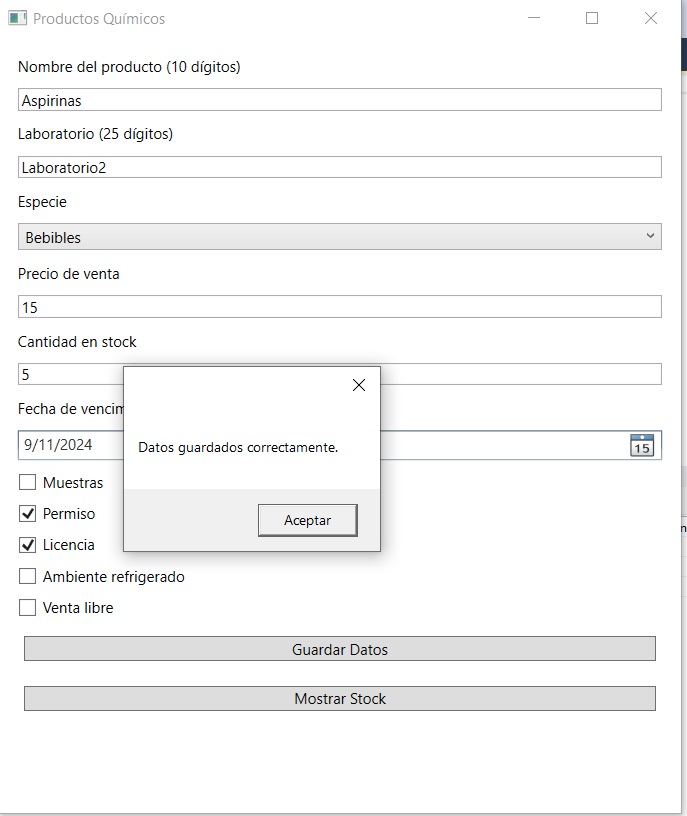 Productos Químicos
Nombre del producto (10 dígitos)
Aspirinas
Laboratorio (25 dígitos)
Laboratorio2
Especie
Bebibles
Precio de venta
15
Cantidad en stock
5
Fecha de vencim
9/11/2024
15
Datos guardados correctamente.
Aceptar
Muestras
Permiso
Licencia
Ambiente refrigerado
Venta libre
Guardar Datos
Mostrar Stock